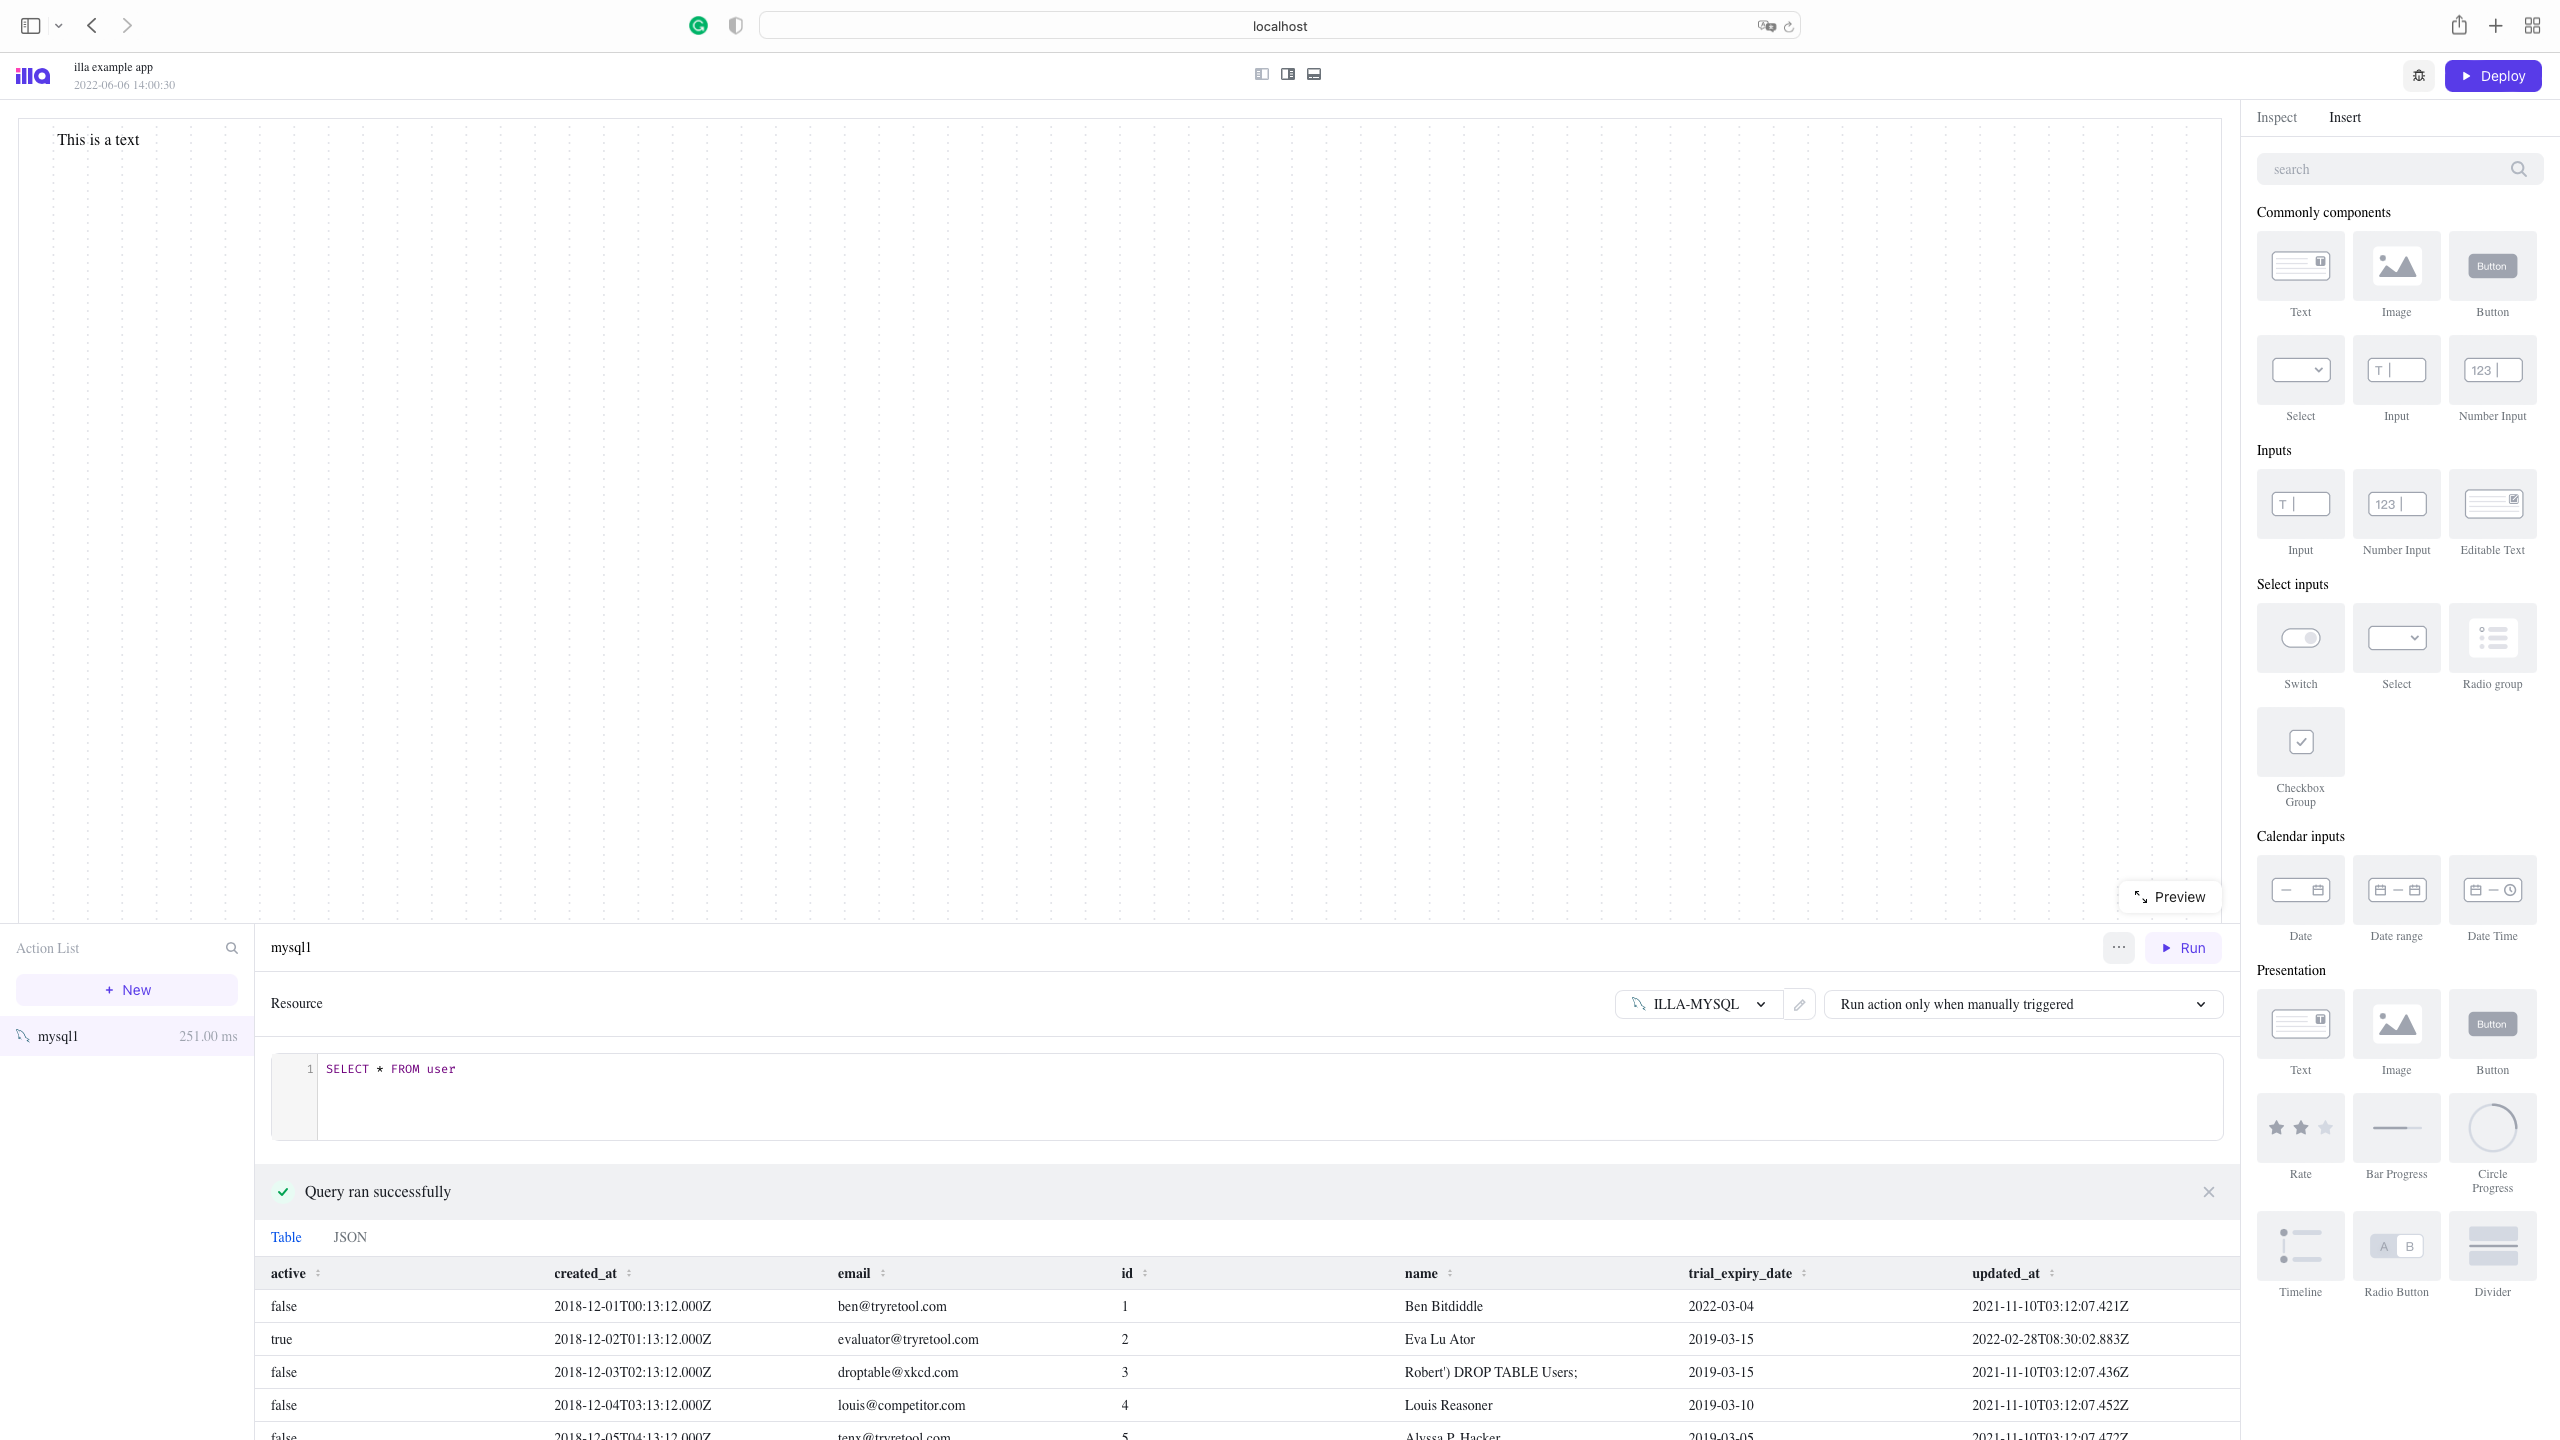 localhost
illa
illa example app
2022-06-06 14:00:30
Deploy
This is a text
Preview
Inspect Insert
search
Commonly components
T Button
Text Image Button
T 123
Select Input Number Input
Inputs
T 123
Input Number Input Editable Text
Select inputs
Switch Select Radio group
Checkbox
Group
Calendar inputs
Date Date range Date Time
Presentation
T Button
Text Image Button
Rate Bar Progress Circle
Progress
A B
Timeline Radio Button Divider
Action List
+ New
mysql1 251.00 ms
mysql1
... Run
Resource
ILLA-MYSQL
Run action only when manually triggered
1 SELECT * FROM user
Query ran successfully
Table JSON
active created_at email id name trial_expiry_date updated_at
false 2018-12-01T00:13:12.000Z ben@tryretool.com 1 Ben Bitdiddle 2022-03-04 2021-11-10T03:12:07.421Z
true 2018-12-02T01:13:12.000Z evaluator@tryretool.com 2 Eva Lu Ator 2019-03-15 2022-02-28T08:30:02.883Z
false 2018-12-03T02:13:12.000Z droptable@xkcd.com 3 Robert') DROP TABLE Users; 2019-03-15 2021-11-10T03:12:07.436Z
false 2018-12-04T03:13:12.000Z louis@competitor.com 4 Louis Reasoner 2019-03-10 2021-11-10T03:12:07.452Z
false 2018-12-05T04:13:12.000Z tenx@tryretool.com 5 Alyssa P. Hacker 2019-03-05 2021-11-10T03:12:07.472Z